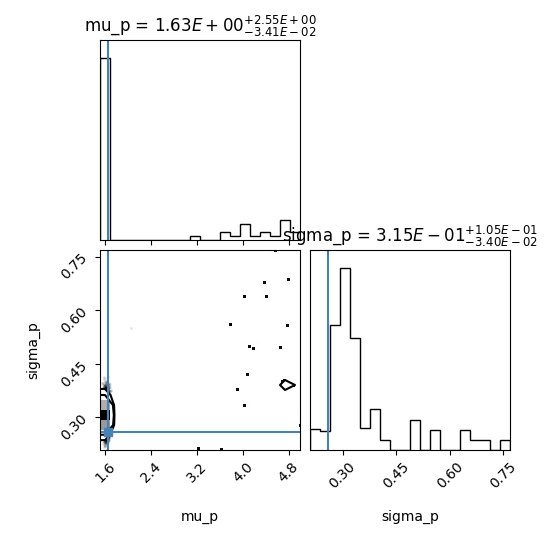 mu_p = 1.63E + 00 +2.55E + 00 −3.41E − 02
sigma_p = 3.15E − 01 +1.05E − 01 −3.40E − 02
0.75
0.60
0.45
0.30
sigma_p
1.6 2.4 3.2 4.0 4.8
mu_p
0.30 0.45 0.60 0.75
sigma_p